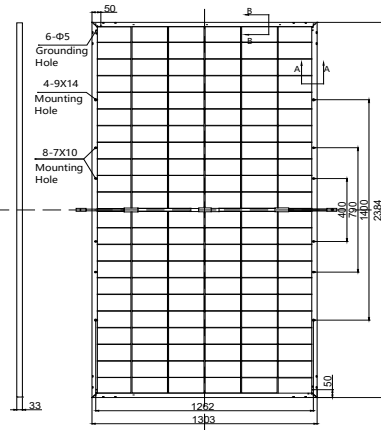 50
B
B
6-Φ5
Grounding
Hole
A
A
4-9X14
Mounting
Hole
8-7X10
Mounting
Hole
400
790
1400
2384
50
33
1262
1303